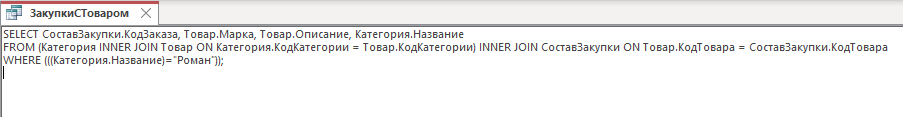 ЗакупкиСТоваром
SELECT СоставЗакупки.КодЗаказа, Товар.Марка, Товар.Описание, Категория.Название
FROM (Категория INNER JOIN Товар ON Категория.КодКатегории = Товар.КодКатегории) INNER JOIN СоставЗакупки ON Товар.КодТовара = СоставЗакупки.КодТовара
WHERE (((Категория.Название)="Роман"));